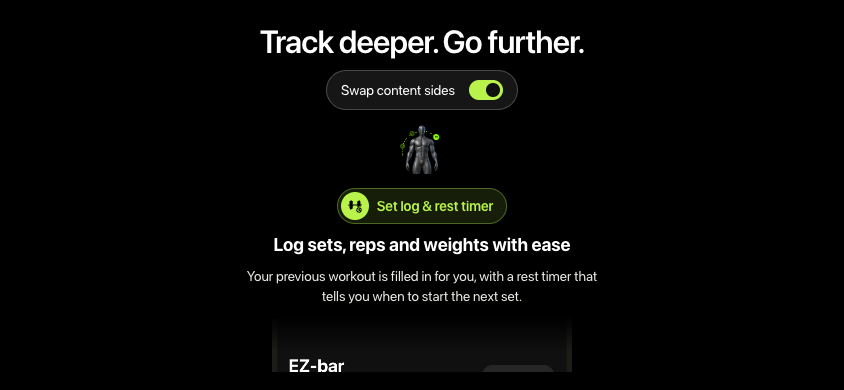 Track deeper. Go further.
Swap content sides
Set log & rest timer
Log sets, reps and weights with ease
Your previous workout is filled in for you, with a rest timer that
tells you when to start the next set.
EZ-bar